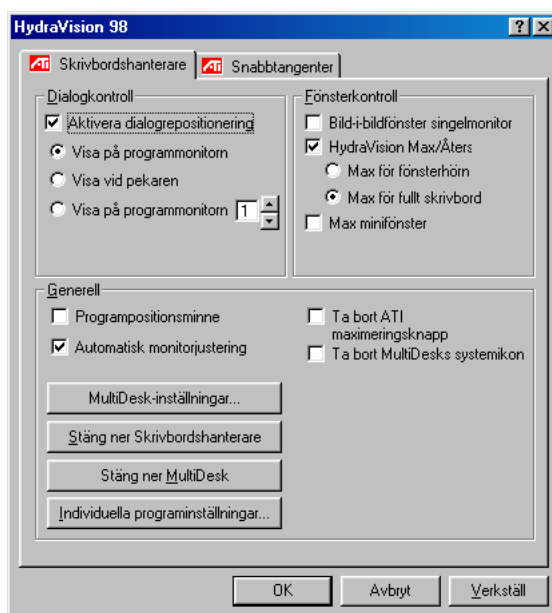 HydraVision 98
ATI Skrivbordshanterare
ATI Snabbtangenter
Dialogkontroll
Aktivera dialogrepositionering
Visa på programmonitorn
Visa vid pekaren
Visa på programmonitorn 1
Fönsterkontroll
Bild-i-bildfönster singelmonitor
HydraVision Max/Åters
Max för fönsterhörn
Max för fullt skrivbord
Max minifönster
Generell
Programpositionsminne
Automatisk monitorjustering
Ta bort ATI
maximeringsknapp
Ta bort MultiDesks systemikon
MultiDesk-inställningar...
Stäng ner Skrivbordshanterare
Stäng ner MultiDesk
Individuella programinställningar...
OK
Avbryt
Verkställ